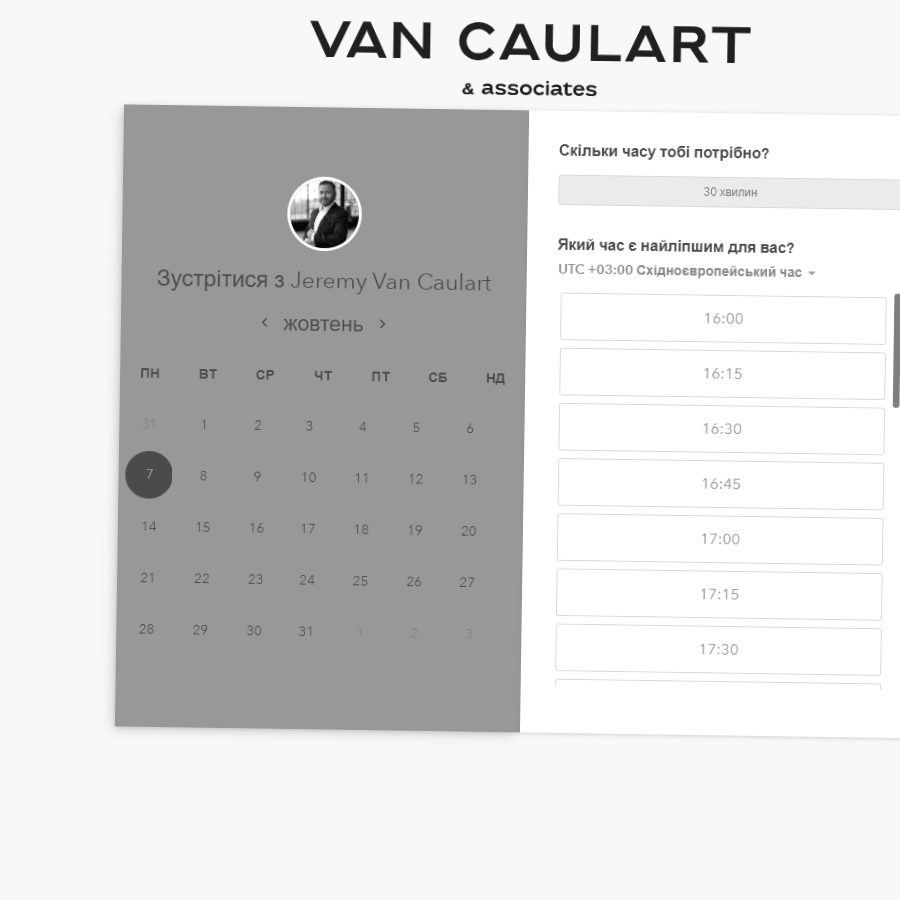 VAN CAULART
& associates
Зустрітися з Jeremy Van Caulart
жовтень
ПН ВТ СР ЧТ ПТ СБ НД
31 1 2 3 4 5 6
7 8 9 10 11 12 13
14 15 16 17 18 19 20
21 22 23 24 25 26 27
28 29 30 31 1 2 3
Скільки часу тобі потрібно?
30 хвилин
Який час є найліпшим для вас?
UTC +03:00 Східноєвропейський час
16:00
16:15
16:30
16:45
17:00
17:15
17:30